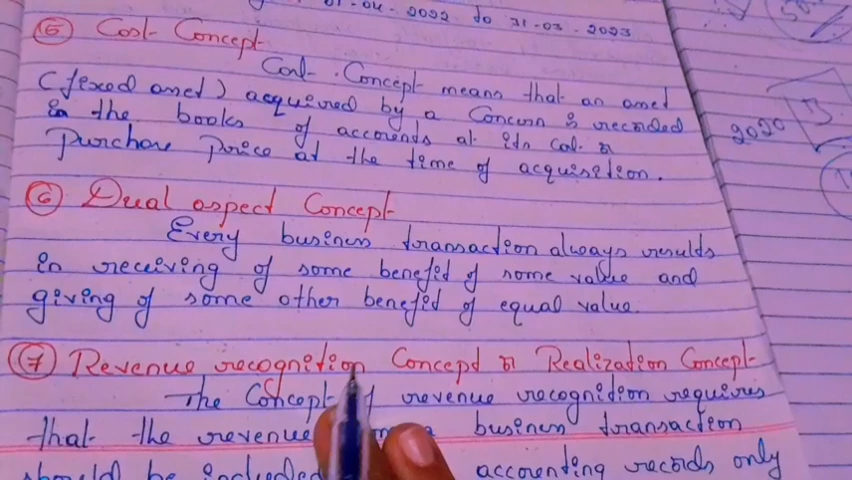 01-04-2022 to 31-03-2023
⑤ Cost Concept
Cost Concept means that an asset
(fixed asset) acquired by a Concern is recorded
in the books of accounts at its Cost or
Purchase price at the time of acquisition.
2020
B
⑥ Dual aspect Concept
Every business transaction always results
in receiving of some benefit of some value and
giving of some other benefit of equal value.
⑦ Revenue recognition Concept or Realization Concept
The Concept of revenue recognition requires
that the revenue a business transaction
should be included accounting records only